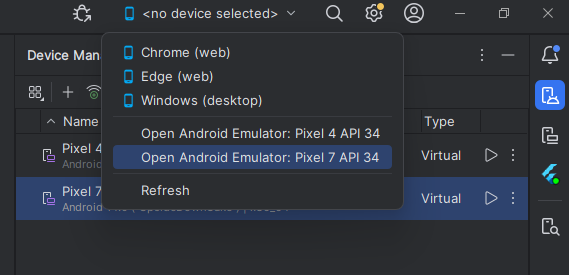 <no device selected>
Device Man
Chrome (web)
Edge (web)
Windows (desktop)
Name
Type
Open Android Emulator: Pixel 4 API 34
Pixel 4
Android
Virtual
Open Android Emulator: Pixel 7 API 34
Refresh
Pixel 7
Virtual